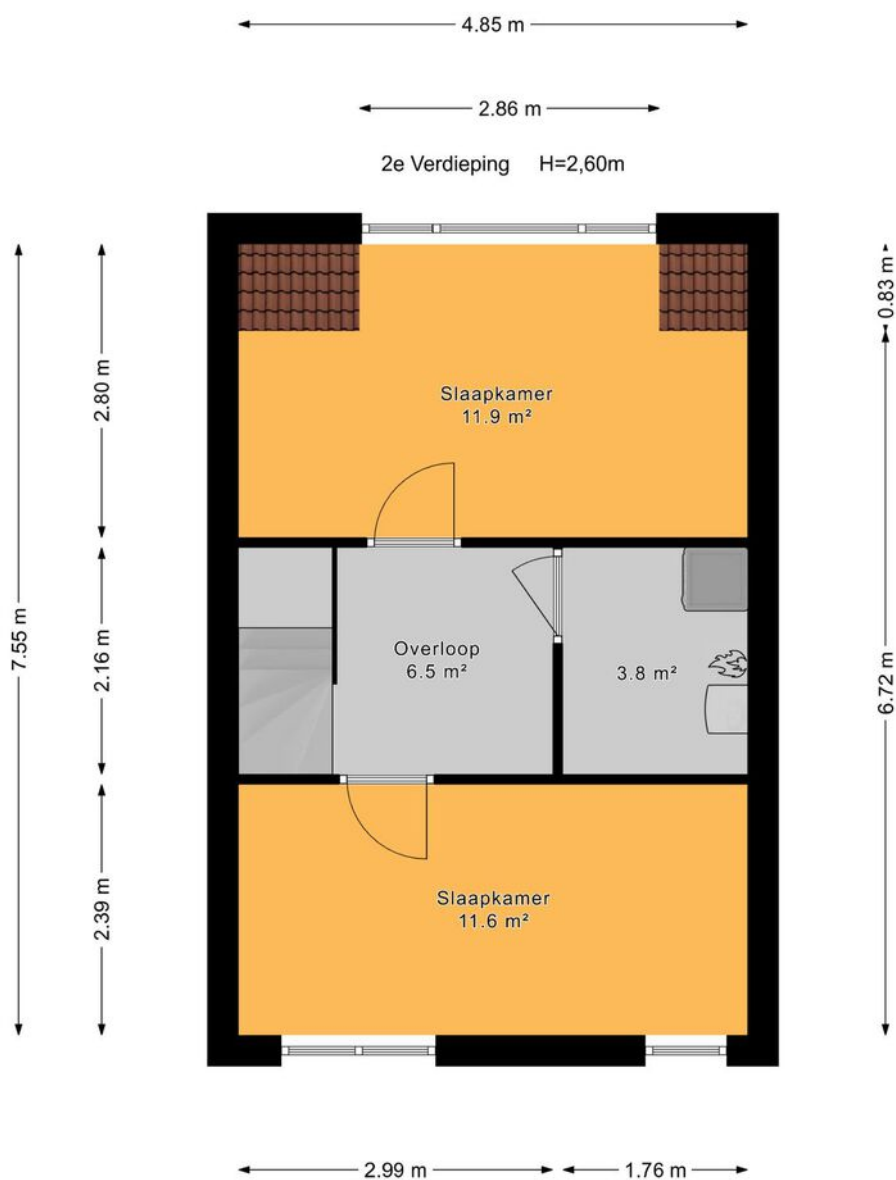 4.85 m
2.86 m
2e Verdieping H=2,60m
0.83 m
2.80 m
Slaapkamer
11.9 m²
7.55 m
2.16 m
Overloop
6.5 m²
3.8 m²
6.72 m
2.39 m
Slaapkamer
11.6 m²
2.99 m
1.76 m